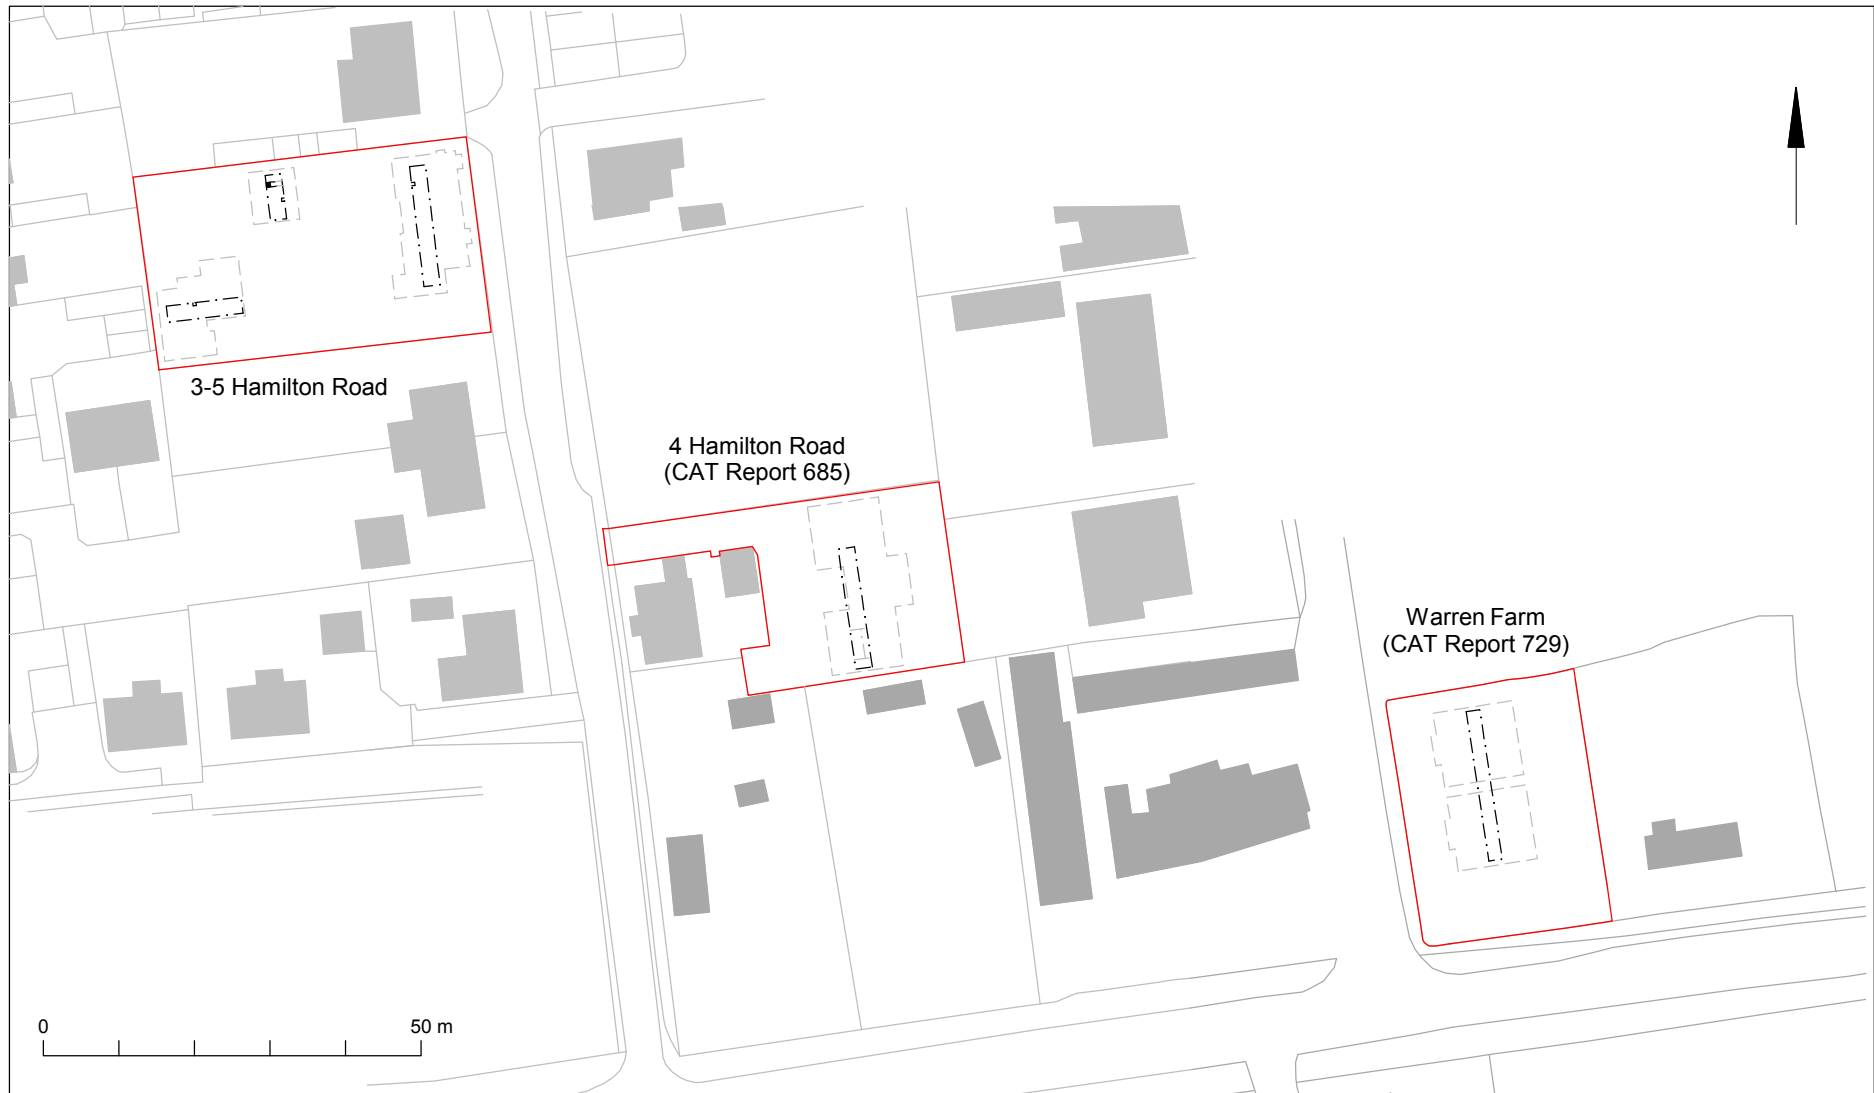 3-5 Hamilton Road
4 Hamilton Road
(CAT Report 685)
Warren Farm
(CAT Report 729)
0
50 m